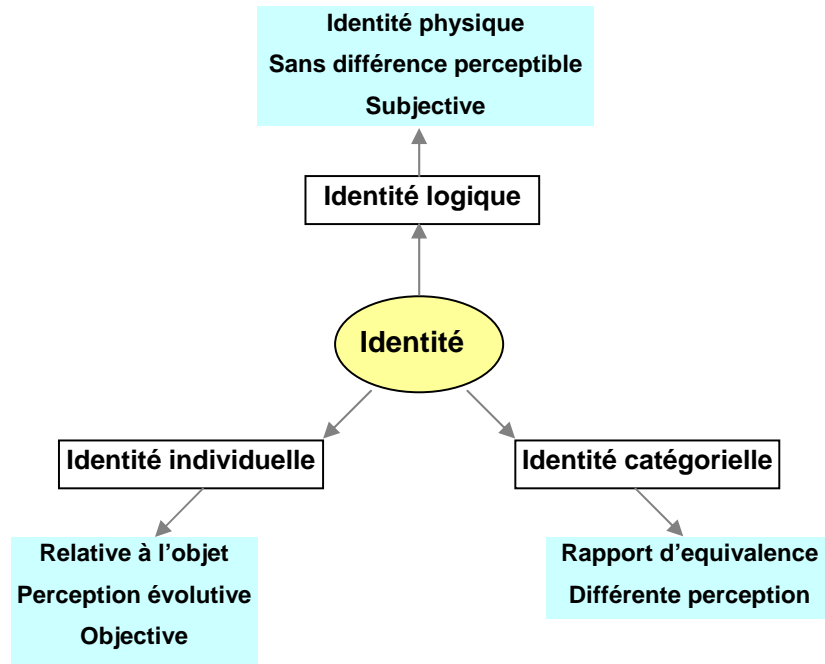 Identité physique
Sans différence perceptible
Subjective
Identité logique
Identité
Identité individuelle
Identité catégorielle
Relative à l’objet
Perception évolutive
Objective
Rapport d’equivalence
Différente perception